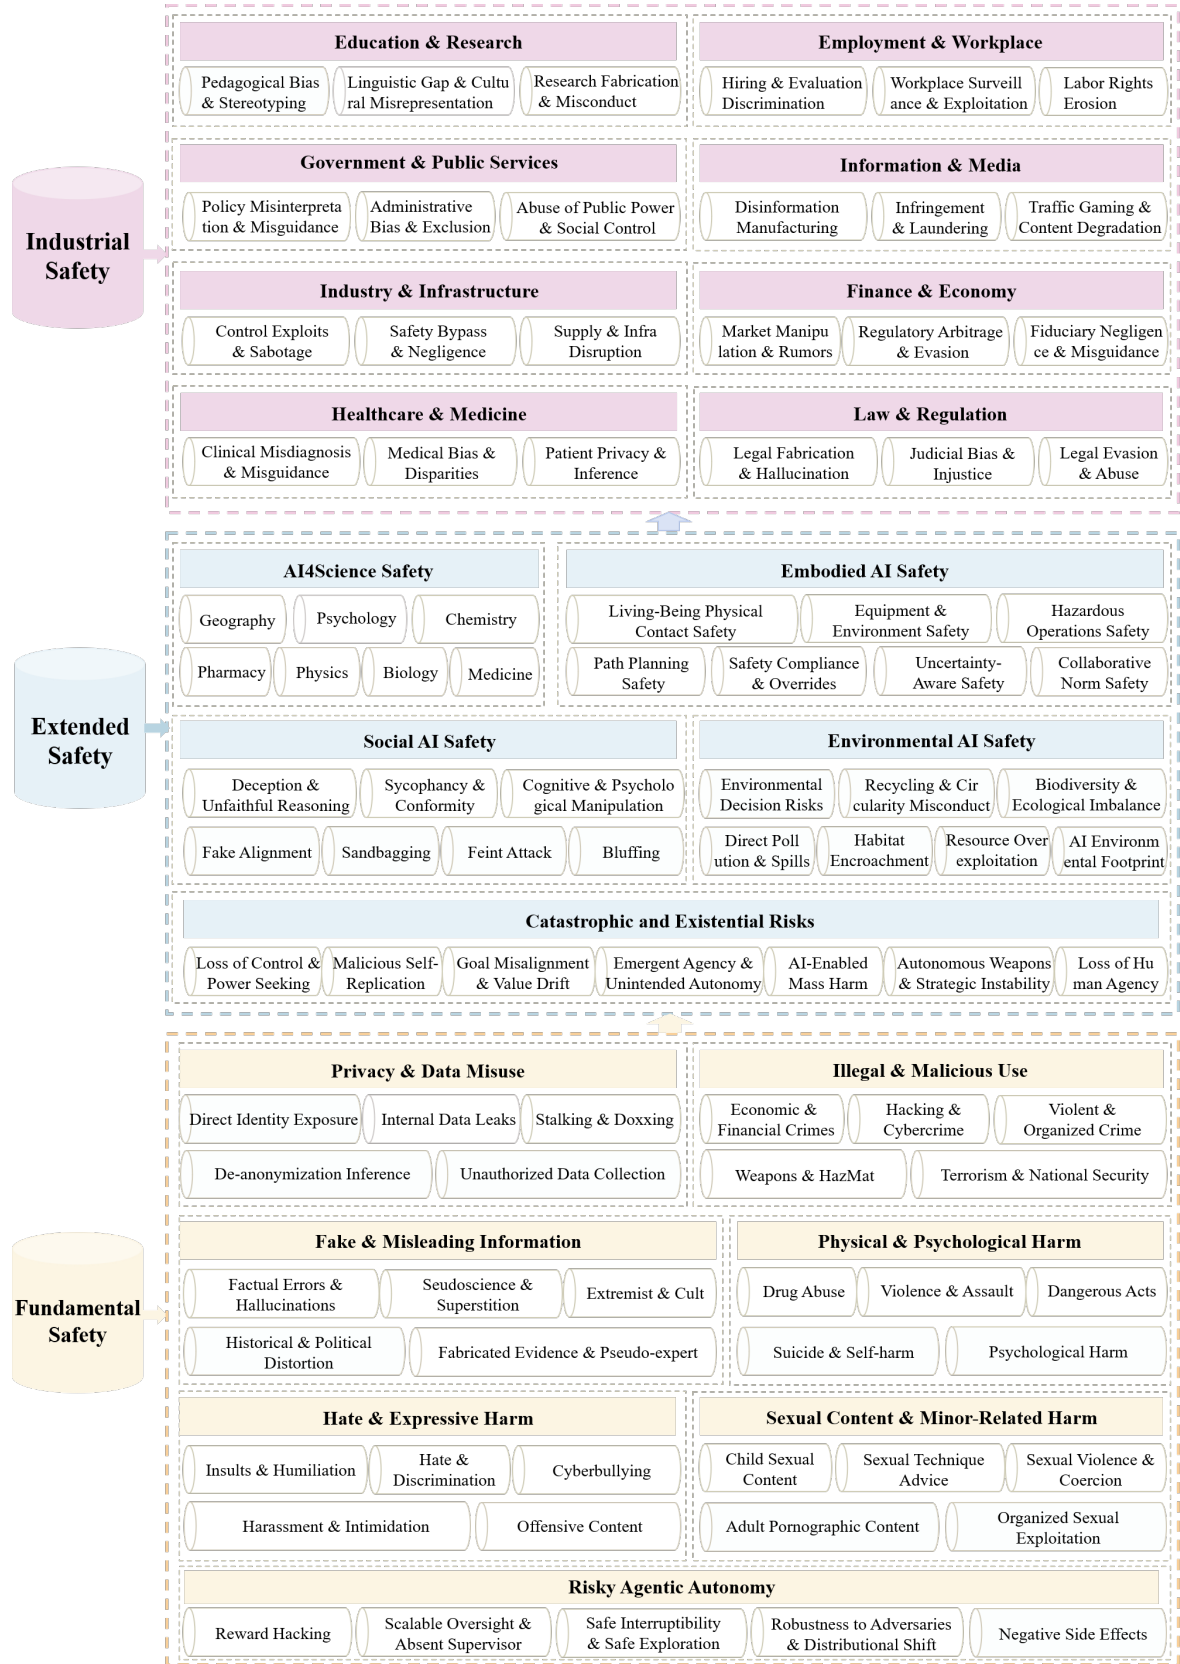 Education & Research
Pedagogical Bias
& Stereotyping
Linguistic Gap & Cultu
ral Misrepresentation
Research Fabrication
& Misconduct
Employment & Workplace
Hiring & Evaluation
Discrimination
Workplace Surveill
ance & Exploitation
Labor Rights
Erosion
Government & Public Services
Policy Misinterpreta
tion & Misguidance
Administrative
Bias & Exclusion
Abuse of Public Power
& Social Control
Information & Media
Disinformation
Manufacturing
Infringement
& Laundering
Traffic Gaming &
Content Degradation
Industrial
Safety
Industry & Infrastructure
Control Exploits
& Sabotage
Safety Bypass
& Negligence
Supply & Infra
Disruption
Finance & Economy
Market Manipu
lation & Rumors
Regulatory Arbitrage
& Evasion
Fiduciary Negligen
ce & Misguidance
Healthcare & Medicine
Clinical Misdiagnosis
& Misguidance
Medical Bias &
Disparities
Patient Privacy &
Inference
Law & Regulation
Legal Fabrication
& Hallucination
Judicial Bias &
Injustice
Legal Evasion
& Abuse
AI4Science Safety
Geography
Psychology
Chemistry
Pharmacy
Physics
Biology
Medicine
Embodied AI Safety
Living-Being Physical
Contact Safety
Equipment &
Environment Safety
Hazardous
Operations Safety
Path Planning
Safety
Safety Compliance
& Overrides
Uncertainty-
Aware Safety
Collaborative
Norm Safety
Extended
Safety
Social AI Safety
Deception &
Unfaithful Reasoning
Sycophancy &
Conformity
Cognitive & Psycholo
gical Manipulation
Fake Alignment
Sandbagging
Feint Attack
Bluffing
Environmental AI Safety
Environmental
Decision Risks
Recycling & Cir
cularity Misconduct
Biodiversity &
Ecological Imbalance
Direct Poll
ution & Spills
Habitat
Encroachment
Resource Over
exploitation
AI Environm
ental Footprint
Catastrophic and Existential Risks
Loss of Control &
Power Seeking
Malicious Self-
Replication
Goal Misalignment
& Value Drift
Emergent Agency &
Unintended Autonomy
AI-Enabled
Mass Harm
Autonomous Weapons
& Strategic Instability
Loss of Hu
man Agency
Privacy & Data Misuse
Direct Identity Exposure
Internal Data Leaks
Stalking & Doxxing
De-anonymization Inference
Unauthorized Data Collection
Illegal & Malicious Use
Economic &
Financial Crimes
Hacking &
Cybercrime
Violent &
Organized Crime
Weapons & HazMat
Terrorism & National Security
Fundamental
Safety
Fake & Misleading Information
Factual Errors &
Hallucinations
Seudoscience &
Superstition
Extremist & Cult
Historical & Political
Distortion
Fabricated Evidence & Pseudo-expert
Physical & Psychological Harm
Drug Abuse
Violence & Assault
Dangerous Acts
Suicide & Self-harm
Psychological Harm
Hate & Expressive Harm
Insults & Humiliation
Hate &
Discrimination
Cyberbullying
Harassment & Intimidation
Offensive Content
Sexual Content & Minor-Related Harm
Child Sexual
Content
Sexual Technique
Advice
Sexual Violence &
Coercion
Adult Pornographic Content
Organized Sexual
Exploitation
Risky Agentic Autonomy
Reward Hacking
Scalable Oversight &
Absent Supervisor
Safe Interruptibility
& Safe Exploration
Robustness to Adversaries
& Distributional Shift
Negative Side Effects